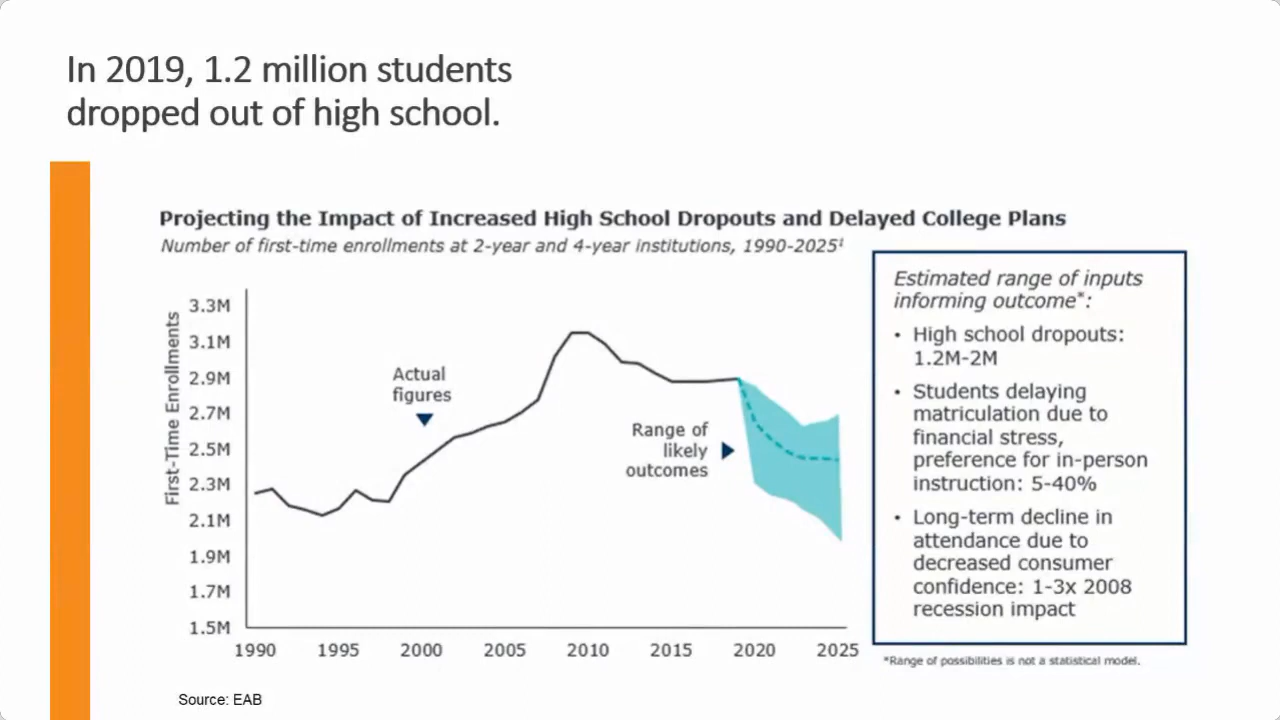 In 2019, 1.2 million students
dropped out of high school.
Projecting the Impact of Increased High School Dropouts and Delayed College Plans
Number of first-time enrollments at 2-year and 4-year institutions, 1990-2025¹
First-Time Enrollments
3.3M
3.1M
2.9M
2.7M
2.5M
2.3M
2.1M
1.9M
1.7M
1.5M
Actual
figures
Range of
likely
outcomes
1990 1995 2000 2005 2010 2015 2020 2025
Estimated range of inputs
informing outcome*:
• High school dropouts:
1.2M-2M
• Students delaying
matriculation due to
financial stress,
preference for in-person
instruction: 5-40%
• Long-term decline in
attendance due to
decreased consumer
confidence: 1-3x 2008
recession impact
*Range of possibilities is not a statistical model.
Source: EAB